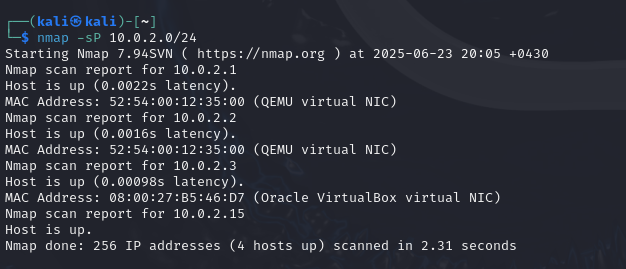 ┌──(kali㉿kali)-[~]
└─$ nmap -sP 10.0.2.0/24
Starting Nmap 7.94SVN ( https://nmap.org ) at 2025-06-23 20:05 +0430
Nmap scan report for 10.0.2.1
Host is up (0.0022s latency).
MAC Address: 52:54:00:12:35:00 (QEMU virtual NIC)
Nmap scan report for 10.0.2.2
Host is up (0.0016s latency).
MAC Address: 52:54:00:12:35:00 (QEMU virtual NIC)
Nmap scan report for 10.0.2.3
Host is up (0.00098s latency).
MAC Address: 08:00:27:B5:46:D7 (Oracle VirtualBox virtual NIC)
Nmap scan report for 10.0.2.15
Host is up.
Nmap done: 256 IP addresses (4 hosts up) scanned in 2.31 seconds